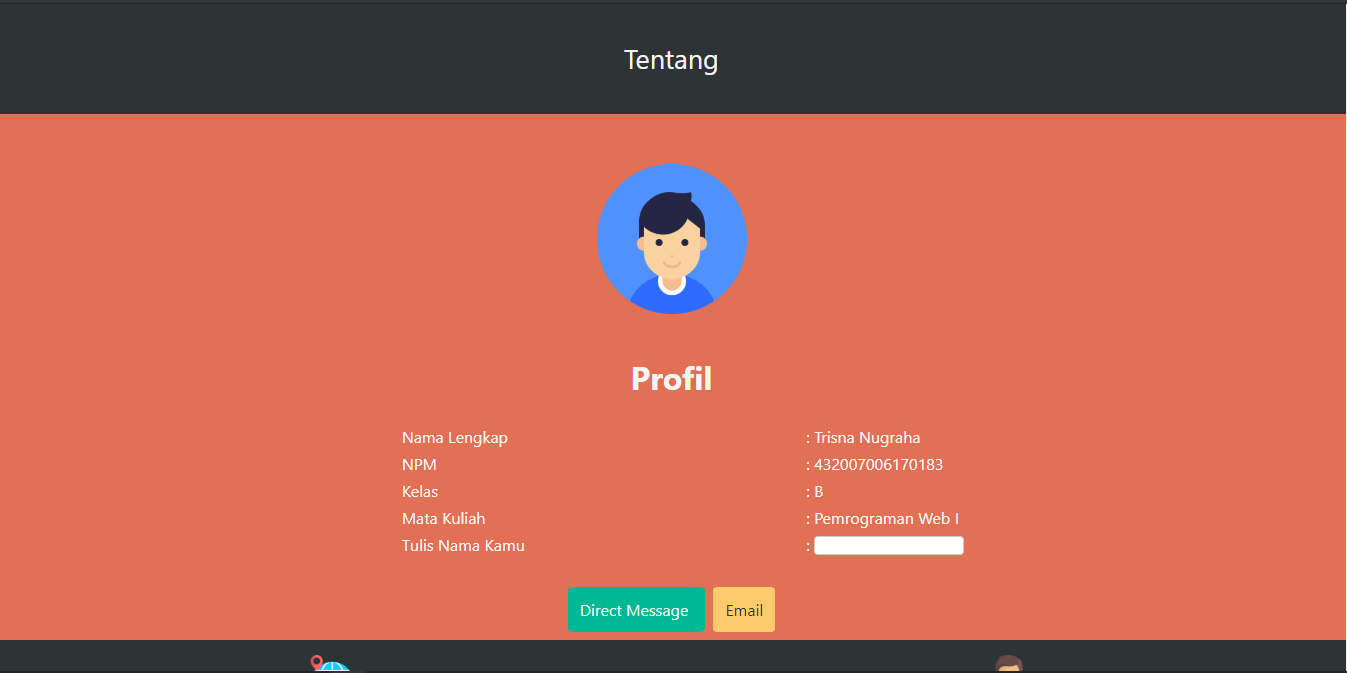 Tentang
Profil
Nama Lengkap : Trisna Nugraha
NPM : 432007006170183
Kelas : B
Mata Kuliah : Pemrograman Web I
Tulis Nama Kamu :
Direct Message Email